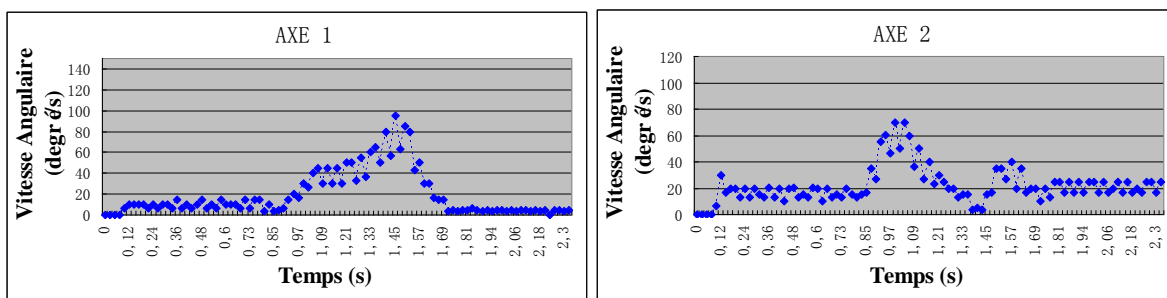 AXE 1
Vitesse Angulaire
(degr é/s)
140
120
100
80
60
40
20
0
0 0,12 0,24 0,36 0,48 0,6 0,73 0,85 0,97 1,09 1,21 1,33 1,45 1,57 1,69 1,81 1,94 2,06 2,18 2,3
Temps (s)
AXE 2
Vitesse Angulaire
(degr é/s)
120
100
80
60
40
20
0
0 0,12 0,24 0,36 0,48 0,6 0,73 0,85 0,97 1,09 1,21 1,33 1,45 1,57 1,69 1,81 1,94 2,06 2,18 2,3
Temps (s)